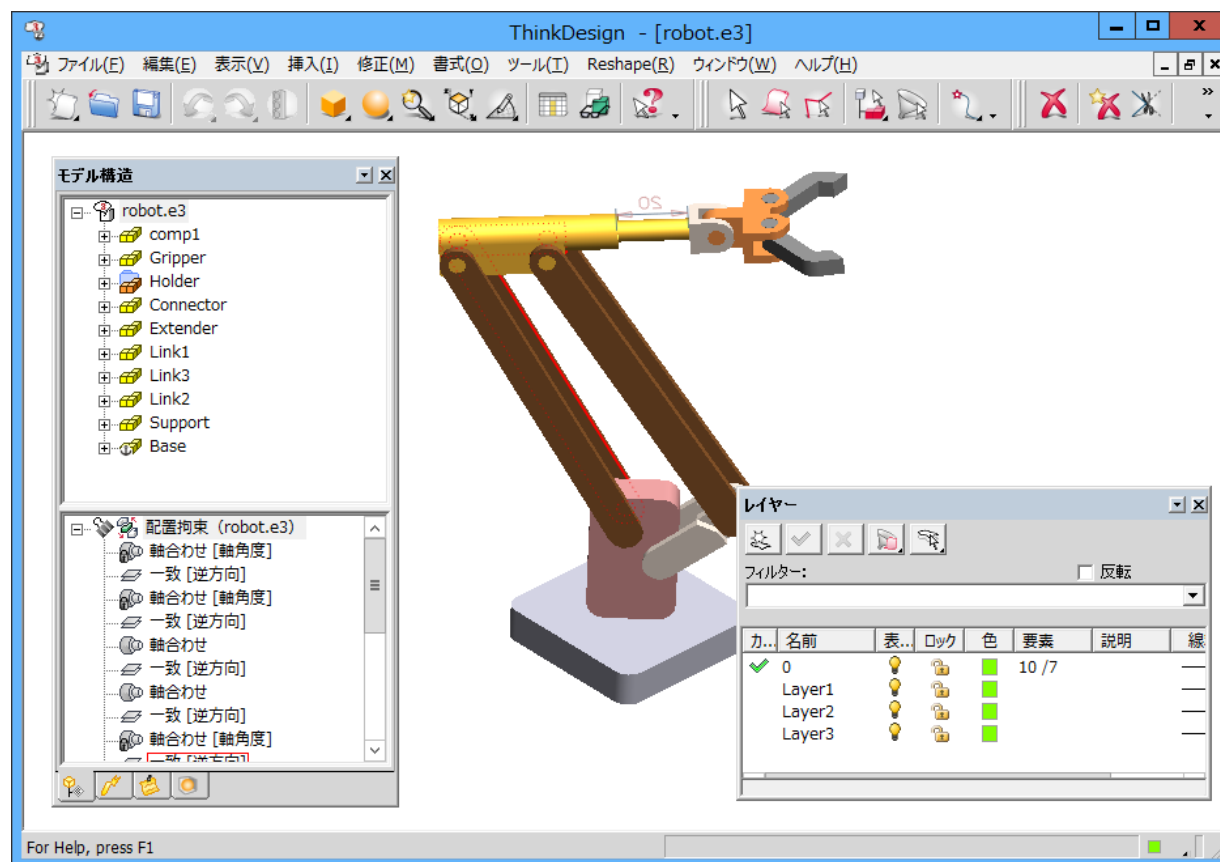 ThinkDesign - [robot.e3]
ファイル(F) 編集(E) 表示(V) 挿入(I) 修正(M) 書式(O) ツール(T) Reshape(R) ウィンドウ(W) ヘルプ(H)
モデル構造
robot.e3
comp1
Gripper
Holder
Connector
Extender
Link1
Link3
Link2
Support
Base
配置拘束 (robot.e3)
軸合わせ [軸角度]
一致 [逆方向]
軸合わせ [軸角度]
一致 [逆方向]
軸合わせ
一致 [逆方向]
軸合わせ
一致 [逆方向]
軸合わせ [軸角度]
一致 [逆方向]
20
レイヤー
フィルター: 反転
カ... 名前 表... ロック 色 要素 説明 線
0 10 /7
Layer1
Layer2
Layer3
For Help, press F1